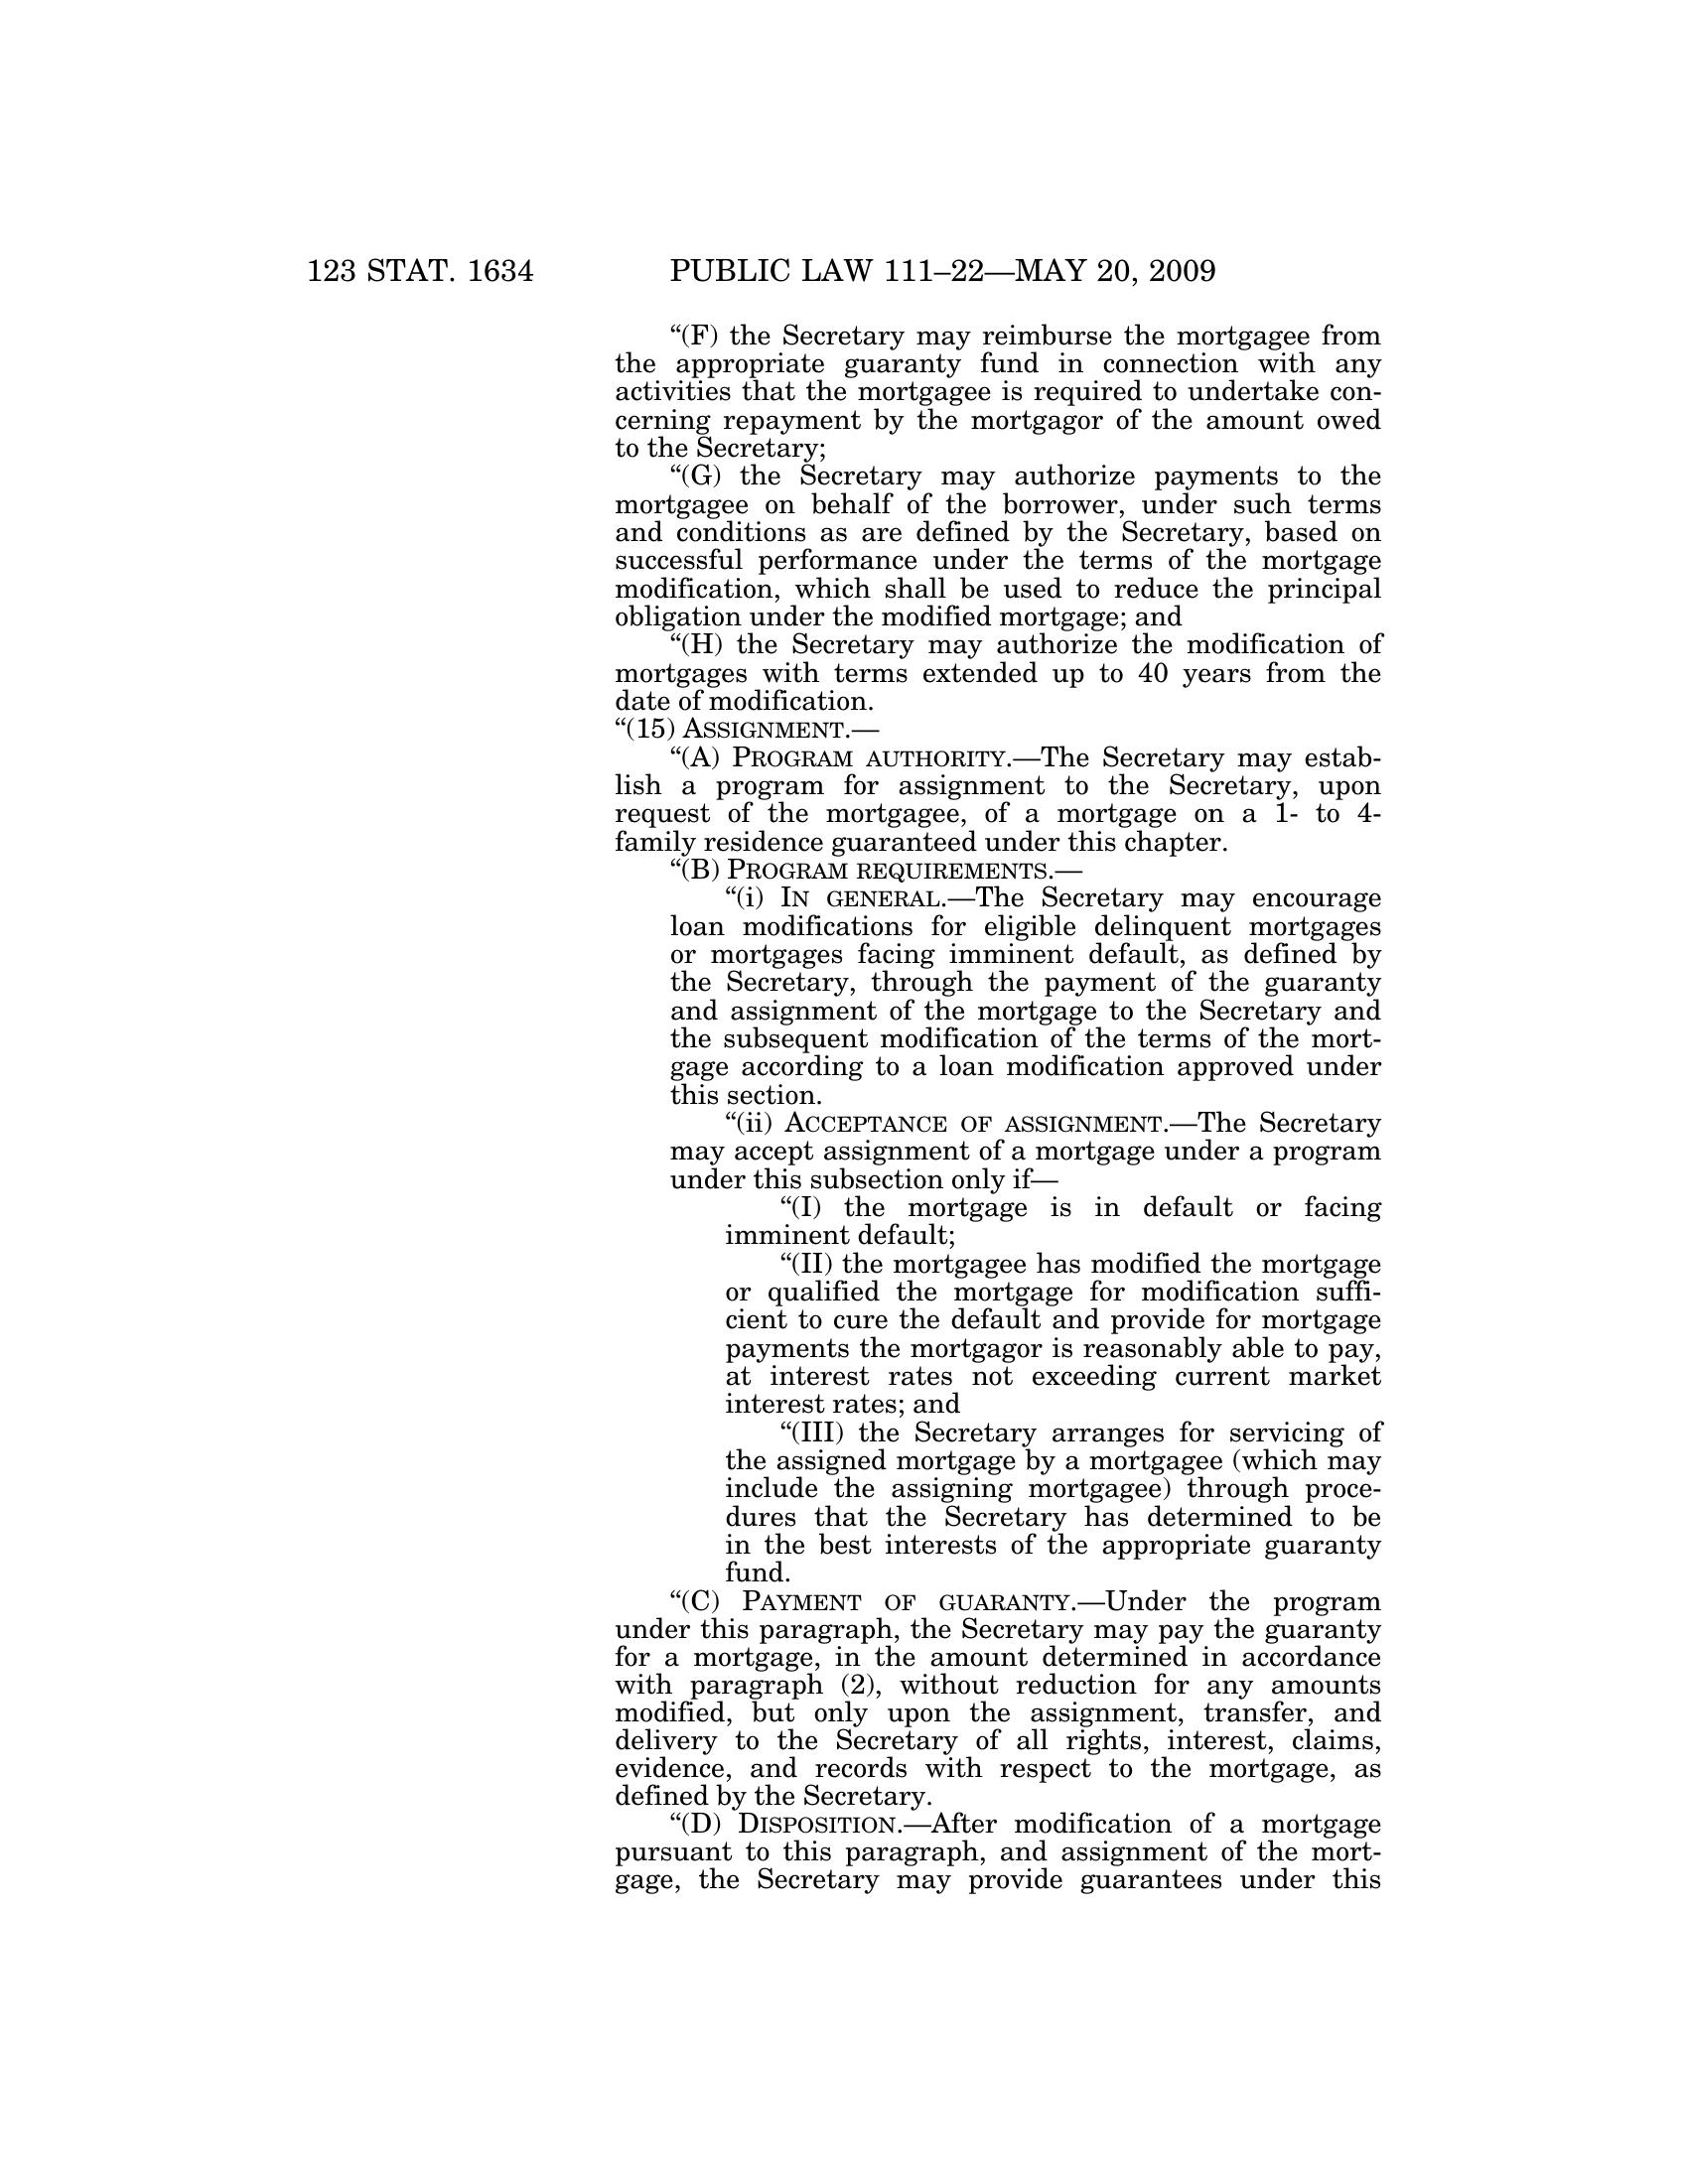 123 STAT. 1634 PUBLIC LAW 111–22—MAY 20, 2009
“(F) the Secretary may reimburse the mortgagee from
the appropriate guaranty fund in connection with any
activities that the mortgagee is required to undertake con-
cerning repayment by the mortgagor of the amount owed
to the Secretary;
“(G) the Secretary may authorize payments to the
mortgagee on behalf of the borrower, under such terms
and conditions as are defined by the Secretary, based on
successful performance under the terms of the mortgage
modification, which shall be used to reduce the principal
obligation under the modified mortgage; and
“(H) the Secretary may authorize the modification of
mortgages with terms extended up to 40 years from the
date of modification.
“(15) ASSIGNMENT.—
“(A) PROGRAM AUTHORITY.—The Secretary may estab-
lish a program for assignment to the Secretary, upon
request of the mortgagee, of a mortgage on a 1- to 4-
family residence guaranteed under this chapter.
“(B) PROGRAM REQUIREMENTS.—
“(i) IN GENERAL.—The Secretary may encourage
loan modifications for eligible delinquent mortgages
or mortgages facing imminent default, as defined by
the Secretary, through the payment of the guaranty
and assignment of the mortgage to the Secretary and
the subsequent modification of the terms of the mort-
gage according to a loan modification approved under
this section.
“(ii) ACCEPTANCE OF ASSIGNMENT.—The Secretary
may accept assignment of a mortgage under a program
under this subsection only if—
“(I) the mortgage is in default or facing
imminent default;
“(II) the mortgagee has modified the mortgage
or qualified the mortgage for modification suffi-
cient to cure the default and provide for mortgage
payments the mortgagor is reasonably able to pay,
at interest rates not exceeding current market
interest rates; and
“(III) the Secretary arranges for servicing of
the assigned mortgage by a mortgagee (which may
include the assigning mortgagee) through proce-
dures that the Secretary has determined to be
in the best interests of the appropriate guaranty
fund.
“(C) PAYMENT OF GUARANTY.—Under the program
under this paragraph, the Secretary may pay the guaranty
for a mortgage, in the amount determined in accordance
with paragraph (2), without reduction for any amounts
modified, but only upon the assignment, transfer, and
delivery to the Secretary of all rights, interest, claims,
evidence, and records with respect to the mortgage, as
defined by the Secretary.
“(D) DISPOSITION.—After modification of a mortgage
pursuant to this paragraph, and assignment of the mort-
gage, the Secretary may provide guarantees under this